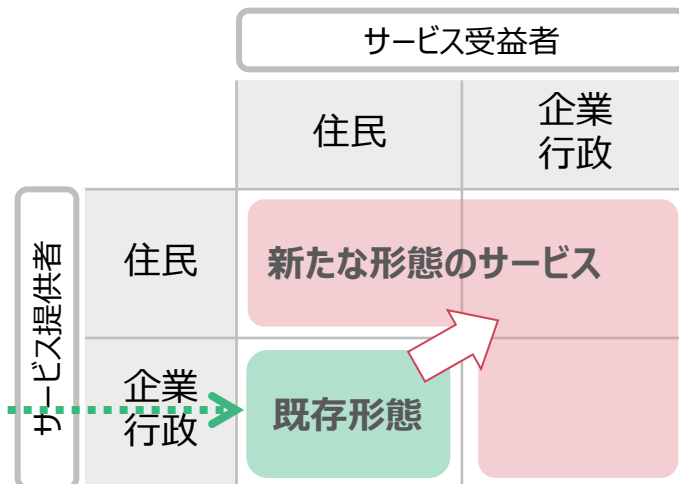 サービス受益者
住民
企業
行政
サービス提供者
住民
新たな形態のサービス
企業
行政
既存形態